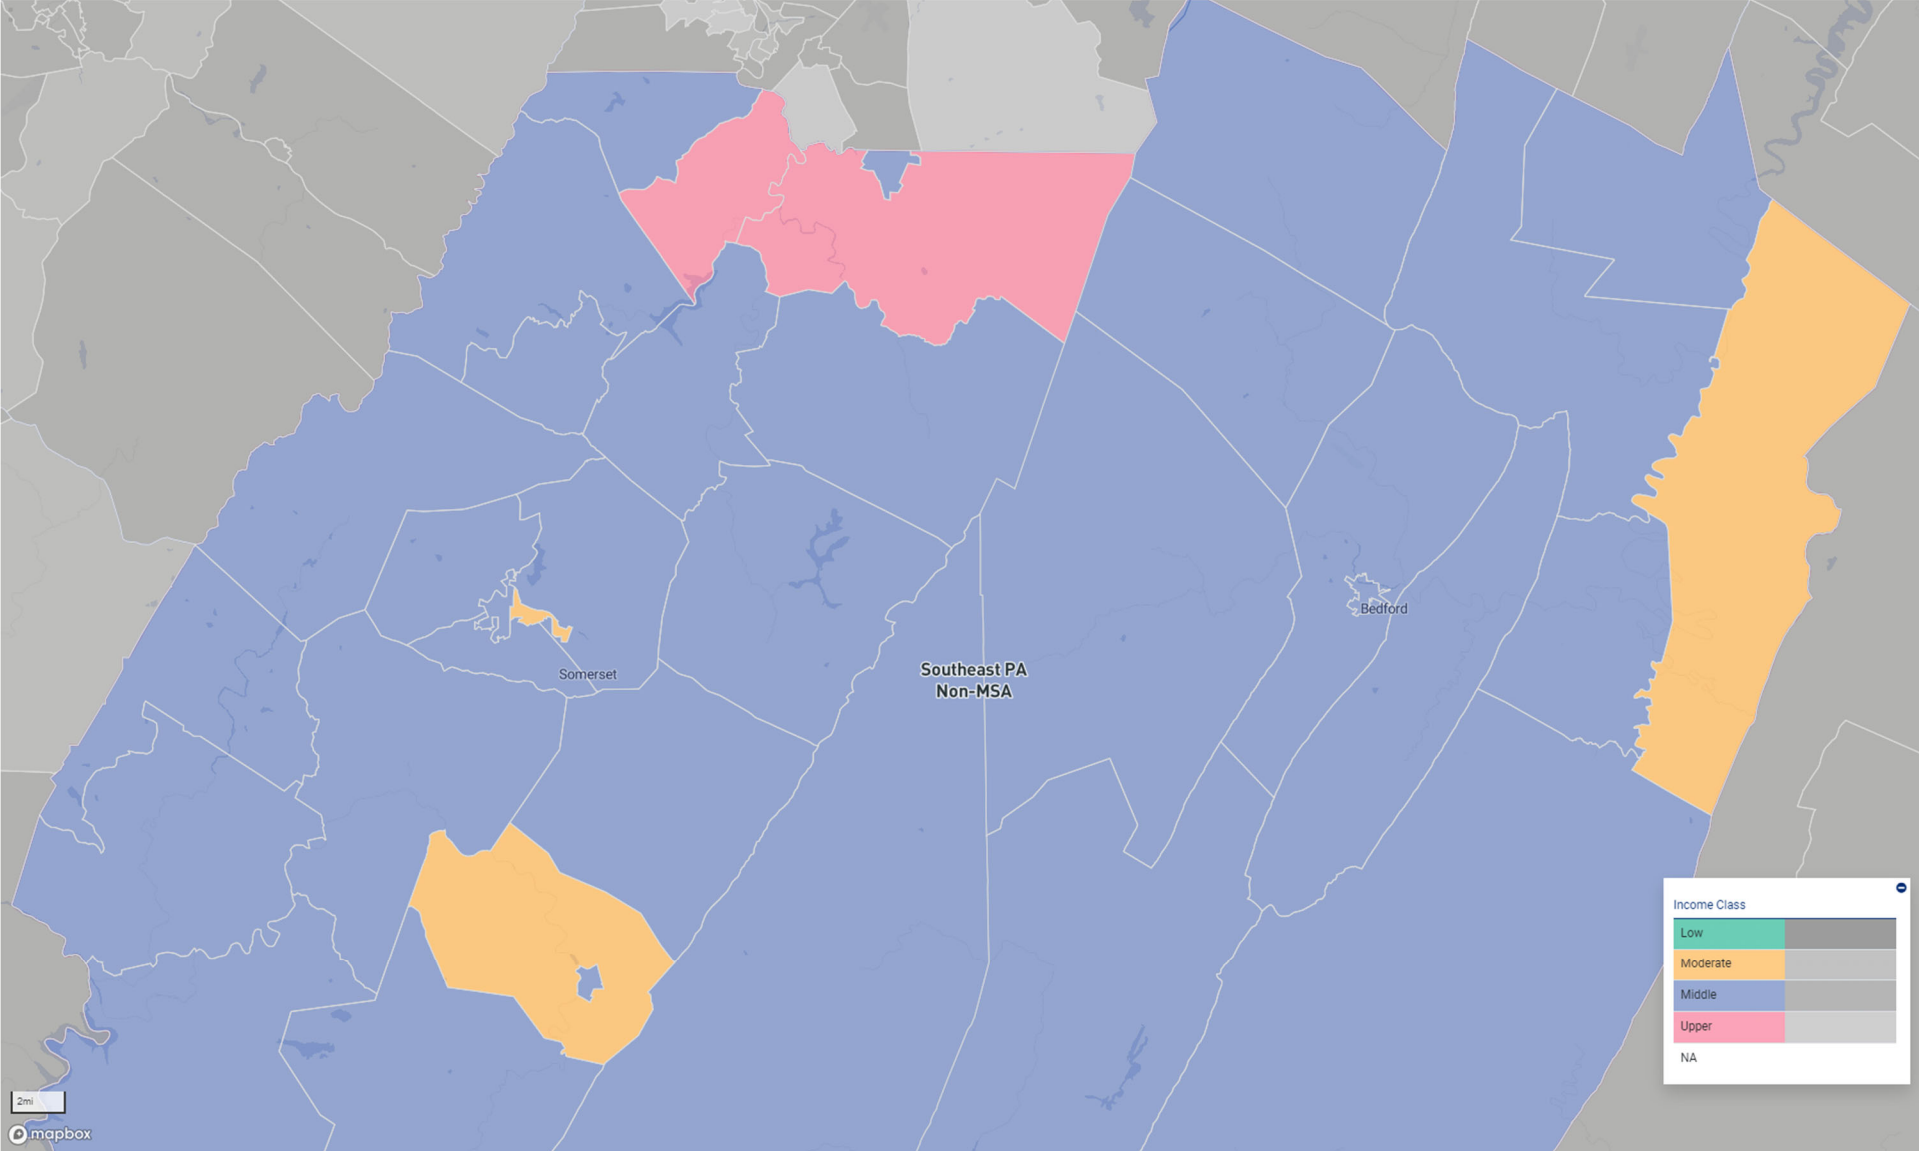 Bedford
Somerset
Southeast PA
Non-MSA
Income Class
Low
Moderate
Middle
Upper
NA
2mi
mapbox